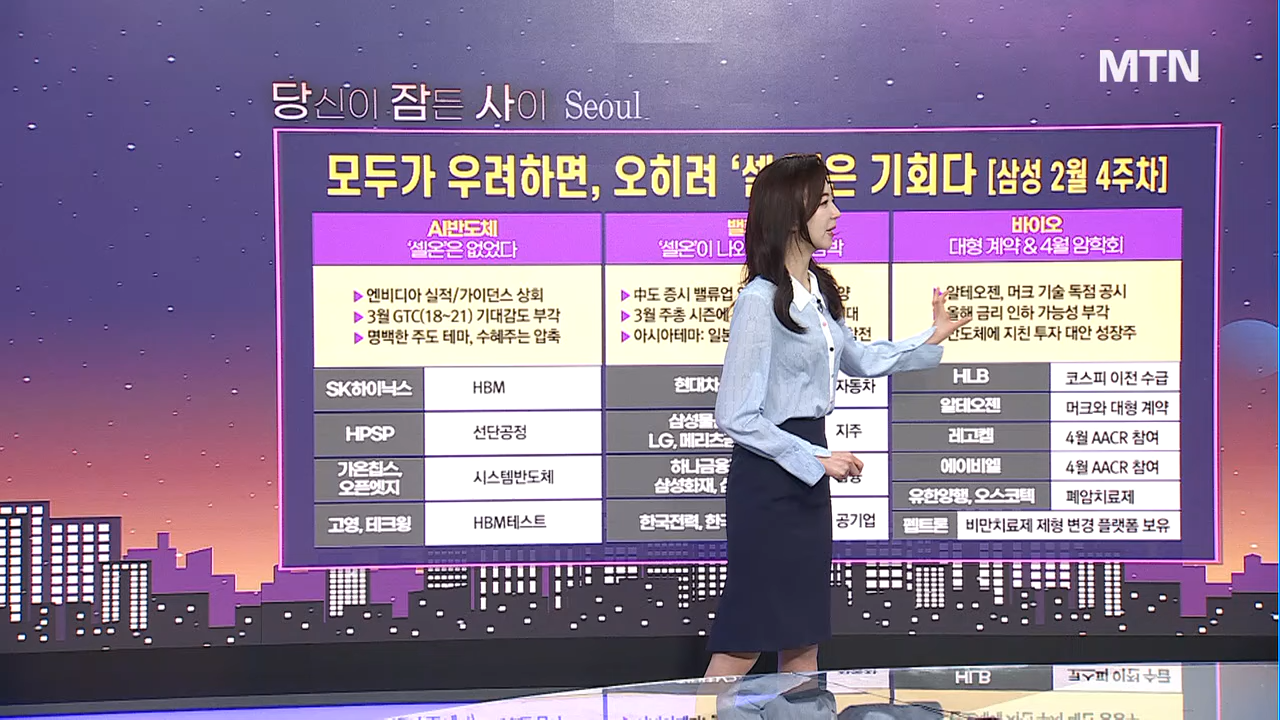 MTN
당신이 잠든 사이 Seoul
모두가 우려하면, 오히려 은 기회다 [삼성 2월 4주차]
AI반도체
'셀온'은 없었다
▶ 엔비디아 실적/가이던스 상회
▶ 3월 GTC(18~21) 기대감도 부각
▶ 명백한 주도 테마, 수혜주는 압축
SK하이닉스 HBM
HPSP 선단공정
가온칩스,
오픈엣지 시스템반도체
고영, 테크윙 HBM테스트
'셀온'이
▶ 中도 증시 밸류업
▶ 3월 주총 시즌에
▶ 아시아테마:
현대차 자동차
지주
LG,
하나금융
삼성화재,
한국전력, 공기업
바이오
대형 계약 & 4월 암학회
알테오젠, 머크 기술 독점 공시
올해 금리 인하 가능성 부각
반도체에 지친 투자 대안 성장주
HLB 코스피 이전 수급
알테오젠 머크와 대형 계약
레고켐 4월 AACR 참여
에이비엘 4월 AACR 참여
유한양행, 오스코텍 폐암치료제
펩트론 비만치료제 제형 변경 플랫폼 보유
HLB